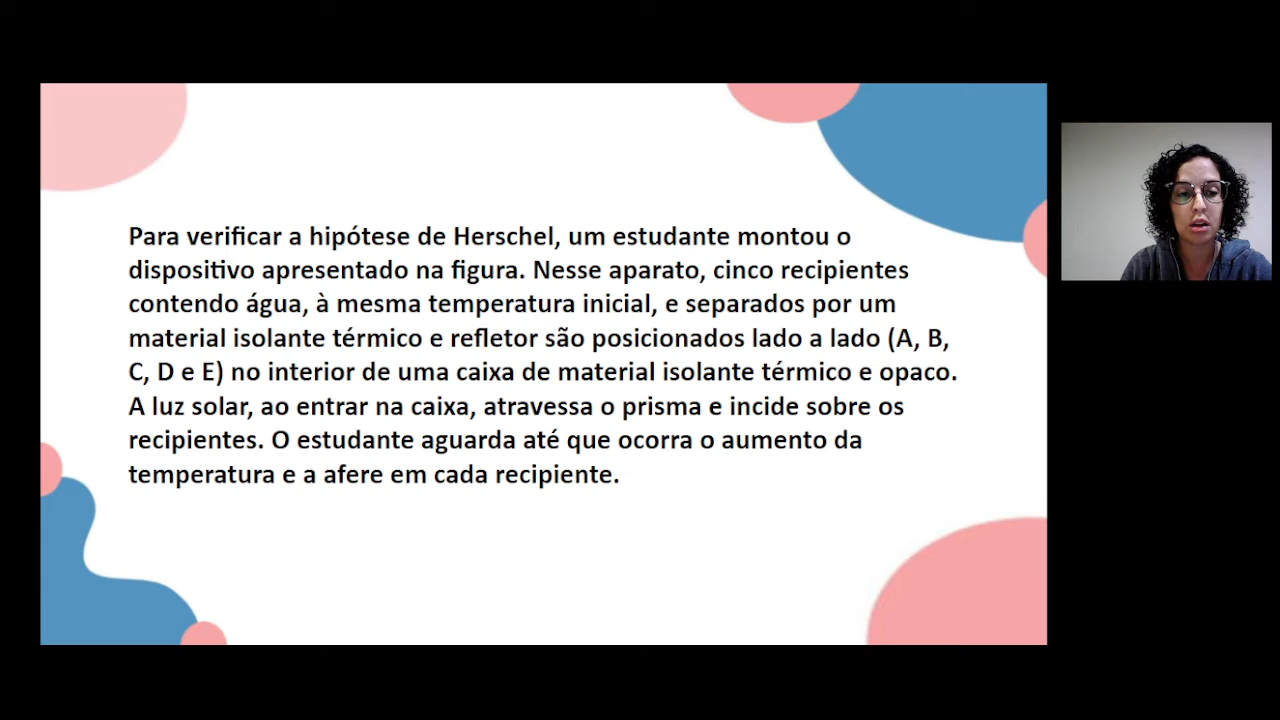 Para verificar a hipótese de Herschel, um estudante montou o
dispositivo apresentado na figura. Nesse aparato, cinco recipientes
contendo água, à mesma temperatura inicial, e separados por um
material isolante térmico e refletor são posicionados lado a lado (A, B,
C, D e E) no interior de uma caixa de material isolante térmico e opaco.
A luz solar, ao entrar na caixa, atravessa o prisma e incide sobre os
recipientes. O estudante aguarda até que ocorra o aumento da
temperatura e a afere em cada recipiente.